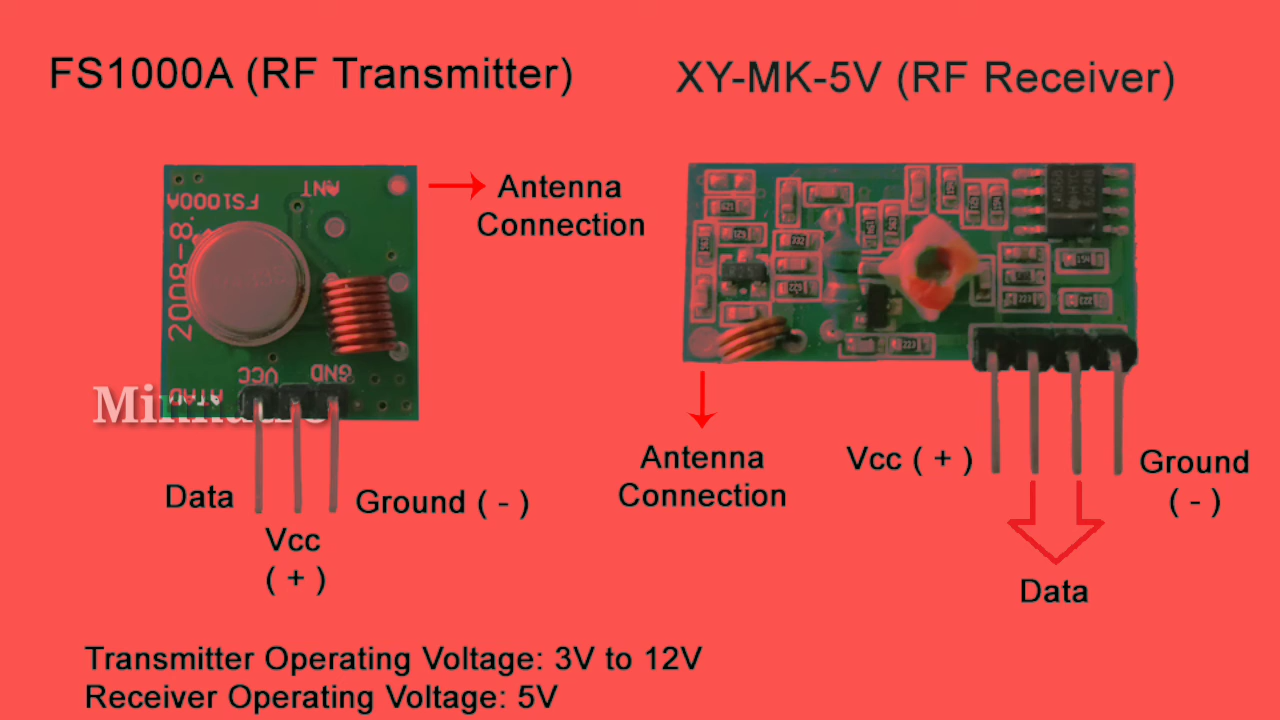 FS1000A (RF Transmitter)
XY-MK-5V (RF Receiver)
FS1000A
ANT
Antenna
Connection
2008-8.
VCC
GND
ATAD
Data
Vcc
( + )
Ground ( - )
Antenna
Connection
Vcc ( + )
Ground
( - )
Data
Transmitter Operating Voltage: 3V to 12V
Receiver Operating Voltage: 5V